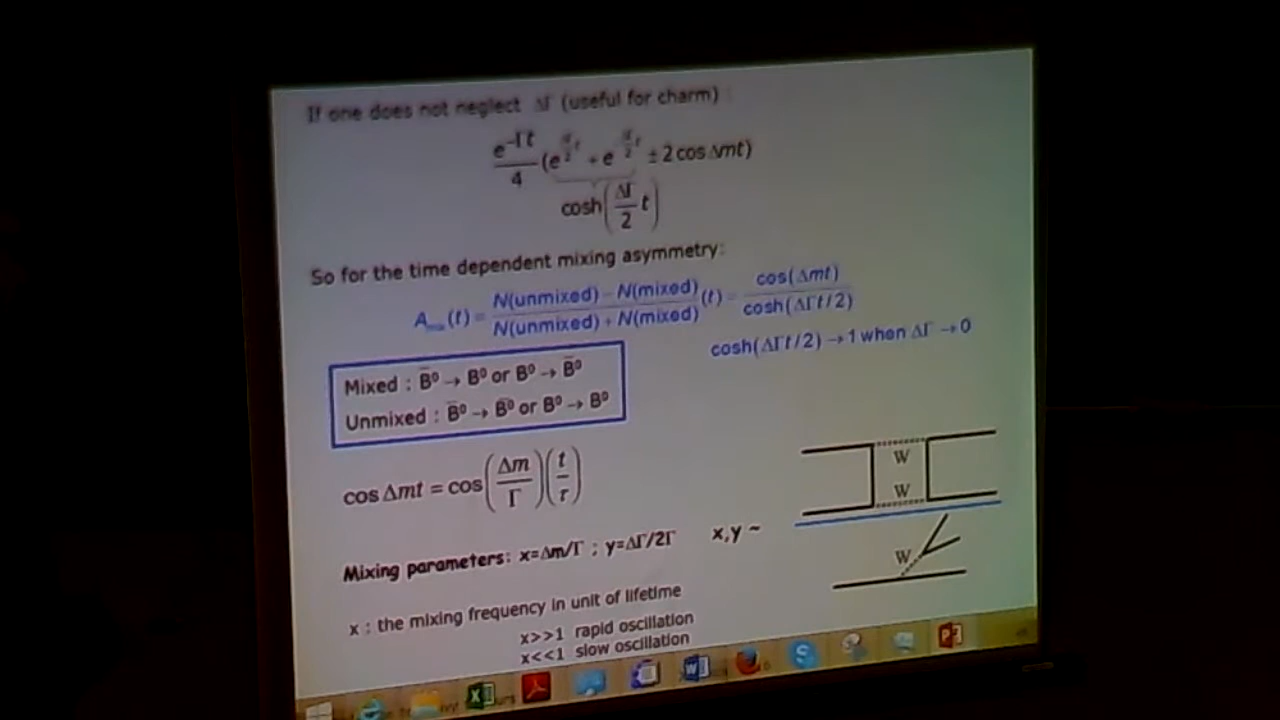 If one does not neglect ΔΓ (useful for charm) :
e^-Γt/4 (e^ΔΓ/2 t + e^-ΔΓ/2 t ± 2 cos Δmt)
cosh(ΔΓ/2 t)
So for the time dependent mixing asymmetry:
A_mix(t) = N(unmixed) - N(mixed) / N(unmixed) + N(mixed) (t) = cos(Δmt) / cosh(ΔΓt/2)
cosh(ΔΓt/2) → 1 when ΔΓ → 0
Mixed : B̅⁰ → B⁰ or B⁰ → B̅⁰
Unmixed : B̅⁰ → B̅⁰ or B⁰ → B⁰
cos Δmt = cos(Δm/Γ)(t/τ)
W
W
Mixing parameters: x=Δm/Γ ; y=ΔΓ/2Γ x,y ~
W
x : the mixing frequency in unit of lifetime
x>>1 rapid oscillation
x<<1 slow oscillation